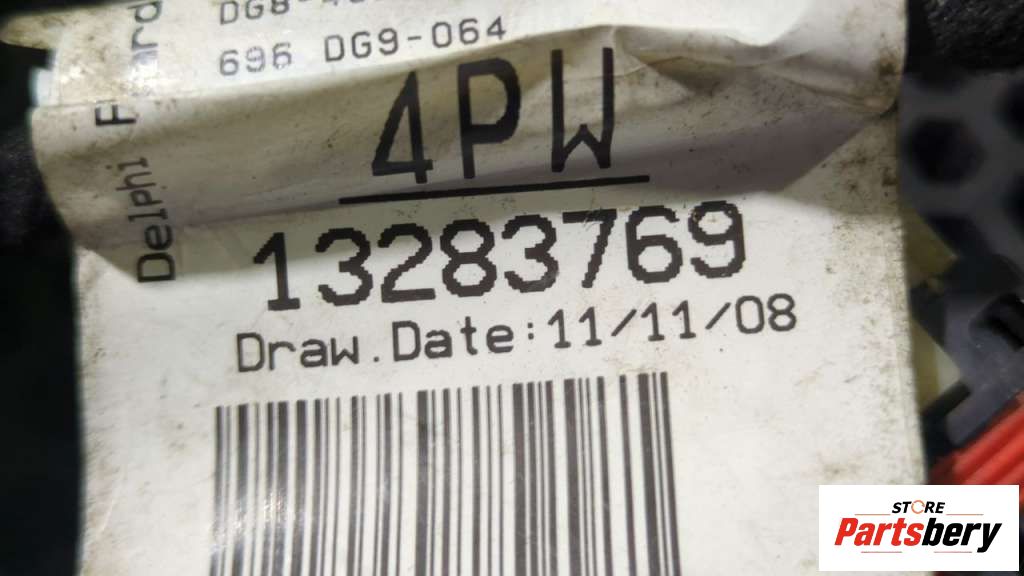 696 DG9-064
4PW
13283769
Draw.Date:11/11/08
Delphi
STORE
Partsbery